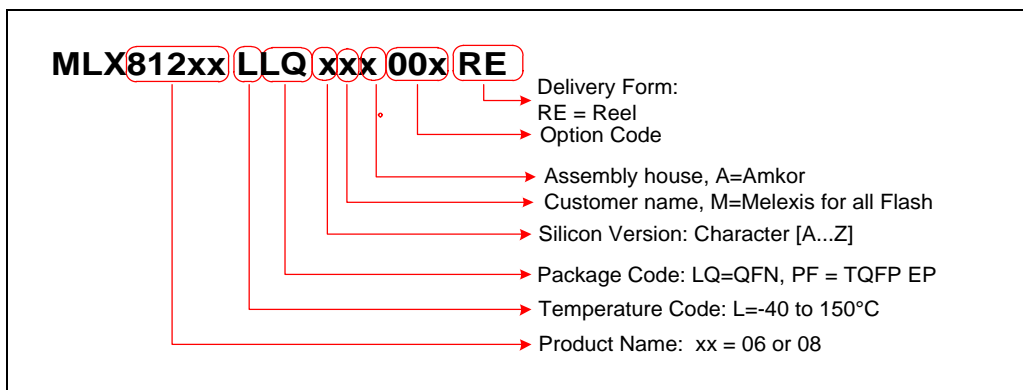 MLX812xx LLQ xxx 00x RE
Delivery Form:
RE = Reel
Option Code
Assembly house, A=Amkor
Customer name, M=Melexis for all Flash
Silicon Version: Character [A...Z]
Package Code: LQ=QFN, PF = TQFP EP
Temperature Code: L=-40 to 150°C
Product Name: xx = 06 or 08